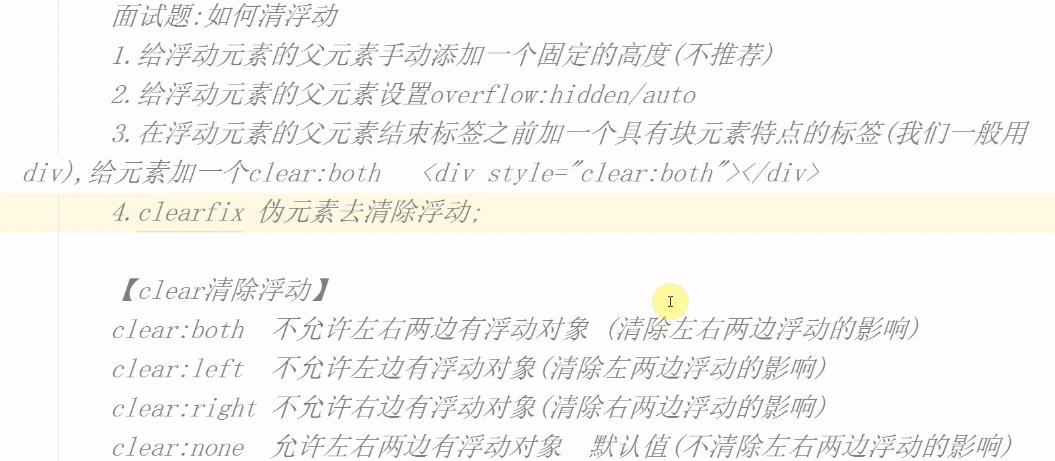 面试题:如何清浮动
1.给浮动元素的父元素手动添加一个固定的高度(不推荐)
2.给浮动元素的父元素设置overflow:hidden/auto
3.在浮动元素的父元素结束标签之前加一个具有块元素特点的标签(我们一般用
div),给元素加一个clear:both <div style="clear:both"></div>
4.clearfix 伪元素去清除浮动;
【clear清除浮动】
clear:both 不允许左右两边有浮动对象 (清除左右两边浮动的影响)
clear:left 不允许左边有浮动对象(清除左两边浮动的影响)
clear:right 不允许右边有浮动对象(清除右两边浮动的影响)
clear:none 允许左右两边有浮动对象 默认值(不清除左右两边浮动的影响)